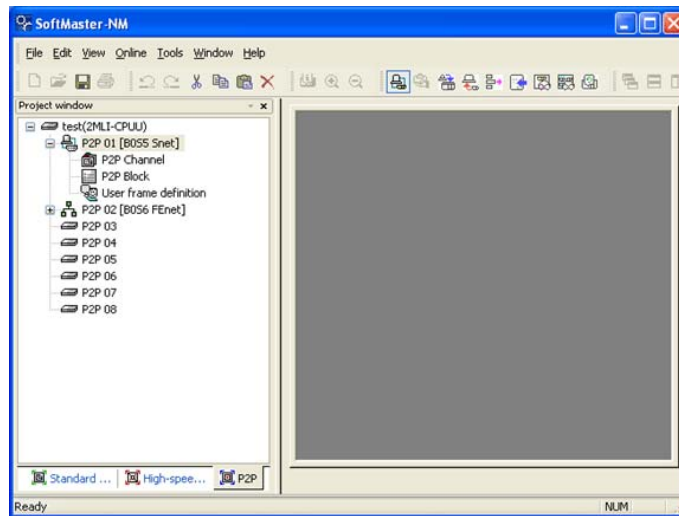 SoftMaster-NM
File Edit View Online Tools Window Help
Project window
test(2MLI-CPUU)
P2P 01 [B0S5 Snet]
P2P Channel
P2P Block
User frame definition
P2P 02 [B0S6 FEnet]
P2P 03
P2P 04
P2P 05
P2P 06
P2P 07
P2P 08
Standard ... High-spee... P2P
Ready NUM